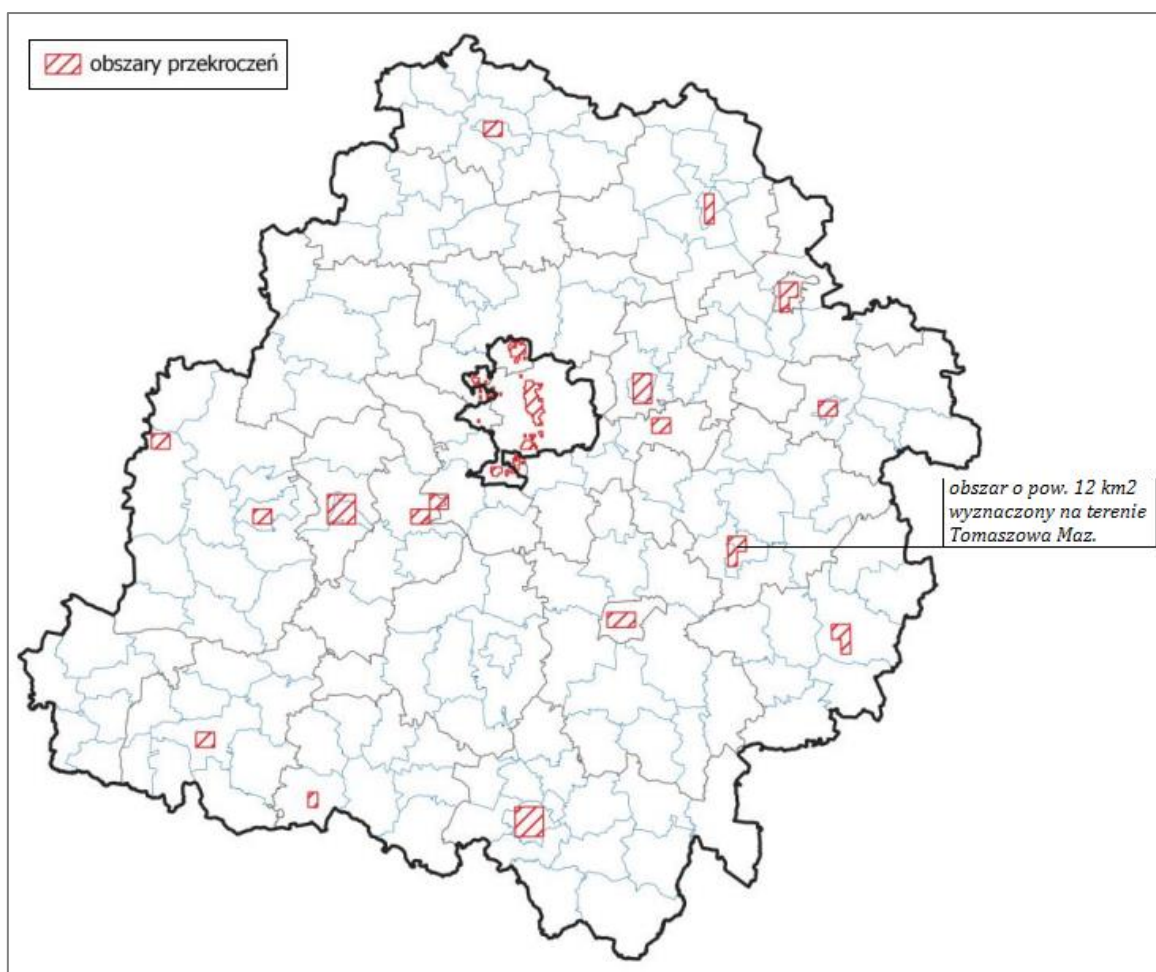 obszary przekroczeń
obszar o pow. 12 km2
wyznaczony na terenie
Tomaszowa Maz.